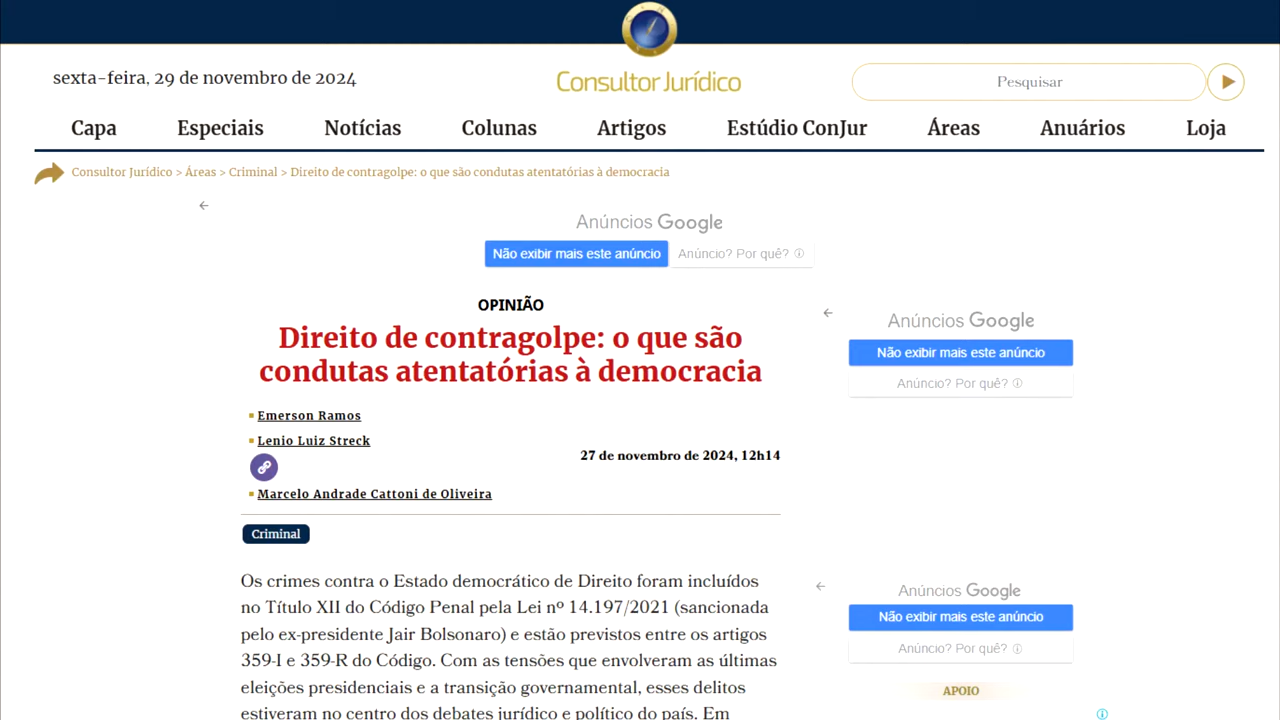 sexta-feira, 29 de novembro de 2024
Consultor Jurídico
Pesquisar
Capa Especiais Notícias Colunas Artigos Estúdio ConJur Áreas Anuários Loja
Consultor Jurídico > Áreas > Criminal > Direito de contragolpe: o que são condutas atentatórias à democracia
Anúncios Google
Não exibir mais este anúncio Anúncio? Por quê?
OPINIÃO
Direito de contragolpe: o que são
condutas atentatórias à democracia
Emerson Ramos
Lenio Luiz Streck
Marcelo Andrade Cattoni de Oliveira
27 de novembro de 2024, 12h14
Criminal
Os crimes contra o Estado democrático de Direito foram incluídos
no Título XII do Código Penal pela Lei nº 14.197/2021 (sancionada
pelo ex-presidente Jair Bolsonaro) e estão previstos entre os artigos
359-I e 359-R do Código. Com as tensões que envolveram as últimas
eleições presidenciais e a transição governamental, esses delitos
estiveram no centro dos debates jurídico e político do país. Em
Anúncios Google
Não exibir mais este anúncio
Anúncio? Por quê?
Anúncios Google
Não exibir mais este anúncio
Anúncio? Por quê?
APOIO